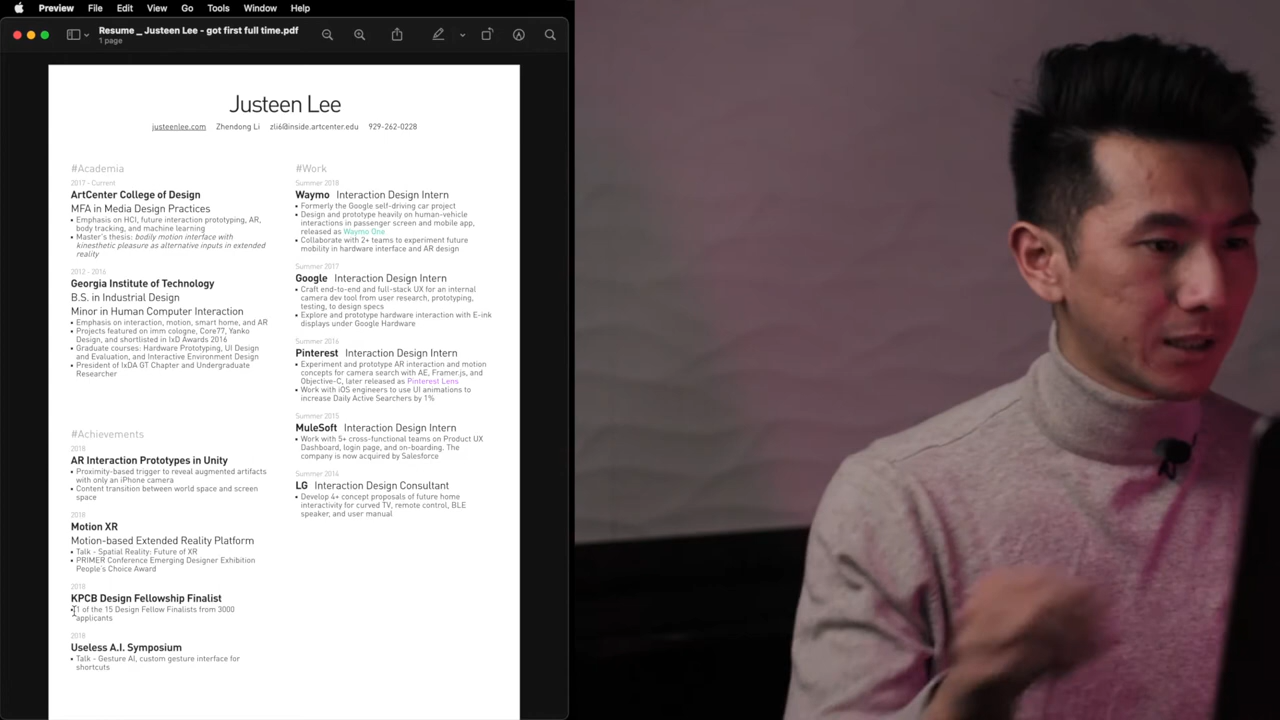 Preview File Edit View Go Tools Window Help
Resume _ Justeen Lee - got first full time.pdf
1 page
Justeen Lee
justeenlee.com Zhendong Li zli6@inside.artcenter.edu 929-262-0228
#Academia
2017 - Current
ArtCenter College of Design
MFA in Media Design Practices
• Emphasis on HCI, future interaction prototyping, AR,
body tracking, and machine learning
• Master's thesis: bodily motion interface with
kinesthetic pleasure as alternative inputs in extended
reality
2012 - 2016
Georgia Institute of Technology
B.S. in Industrial Design
Minor in Human Computer Interaction
• Emphasis on interaction, motion, smart home, and AR
• Projects featured on imm cologne, Core77, Yanko
Design, and shortlisted in IxD Awards 2016
• Graduate courses: Hardware Prototyping, UI Design
and Evaluation, and Interactive Environment Design
• President of IxDA GT Chapter and Undergraduate
Researcher
#Achievements
2018
AR Interaction Prototypes in Unity
• Proximity-based trigger to reveal augmented artifacts
with only an iPhone camera
• Content transition between world space and screen
space
2018
Motion XR
Motion-based Extended Reality Platform
• Talk - Spatial Reality: Future of XR
• PRIMER Conference Emerging Designer Exhibition
People's Choice Award
2018
KPCB Design Fellowship Finalist
• 1 of the 15 Design Fellow Finalists from 3000
applicants
2018
Useless A.I. Symposium
• Talk - Gesture AI, custom gesture interface for
shortcuts
#Work
Summer 2018
Waymo Interaction Design Intern
• Formerly the Google self-driving car project
• Design and prototype heavily on human-vehicle
interactions in passenger screen and mobile app,
released as Waymo One
• Collaborate with 2+ teams to experiment future
mobility in hardware interface and AR design
Summer 2017
Google Interaction Design Intern
• Craft end-to-end and full-stack UX for an internal
camera dev tool from user research, prototyping,
testing, to design specs
• Explore and prototype hardware interaction with E-ink
displays under Google Hardware
Summer 2016
Pinterest Interaction Design Intern
• Experiment and prototype AR interaction and motion
concepts for camera search with AE, Framer.js, and
Objective-C, later released as Pinterest Lens
• Work with iOS engineers to use UI animations to
increase Daily Active Searchers by 1%
Summer 2015
MuleSoft Interaction Design Intern
• Work with 5+ cross-functional teams on Product UX
Dashboard, login page, and on-boarding. The
company is now acquired by Salesforce
Summer 2014
LG Interaction Design Consultant
• Develop 4+ concept proposals of future home
interactivity for curved TV, remote control, BLE
speaker, and user manual